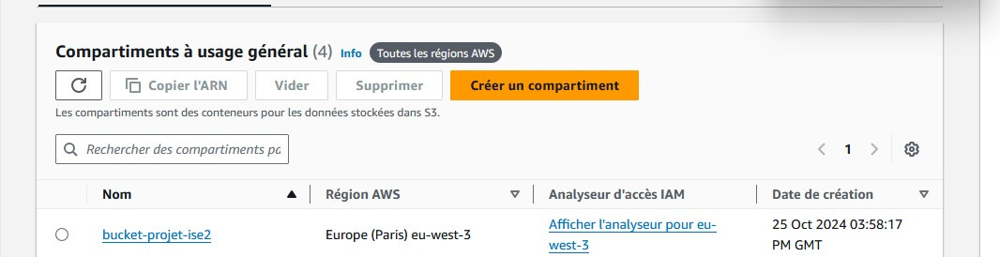 Compartiments à usage général (4) Info Toutes les régions AWS
Copier l'ARN Vider Supprimer Créer un compartiment
Les compartiments sont des conteneurs pour les données stockées dans S3.
Rechercher des compartiments pa
1
Nom Région AWS Analyseur d'accès IAM Date de création
bucket-projet-ise2 Europe (Paris) eu-west-3 Afficher l'analyseur pour eu- 25 Oct 2024 03:58:17
west-3 PM GMT